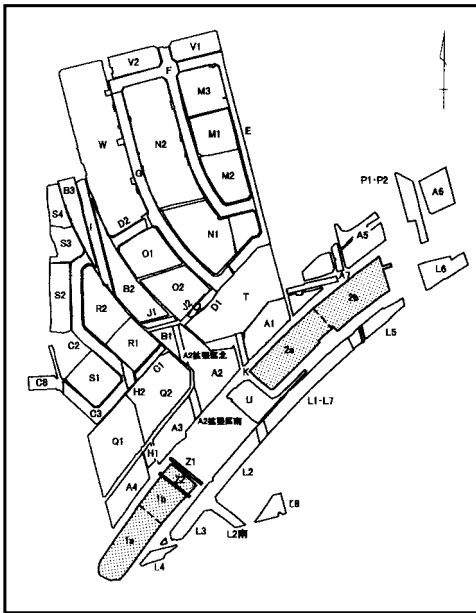 V1
V2
F
M3
W
N2
M1
E
G
M2
P1・P2
A6
B3
S4
D2
N1
A5
S3
I
O1
A7
L6
S2
B2
O2
T
2b
R2
J1
J2
D1
A1
L5
C2
R1
B1
A2拡張区北
2a
C1
A2
K
C8
S1
H2
Q2
U
L1-L7
C3
A2拡張区南
Q1
A3
H1
Z1
L2
A4
Y2
1b
L8
L3
L2南
1a
L4